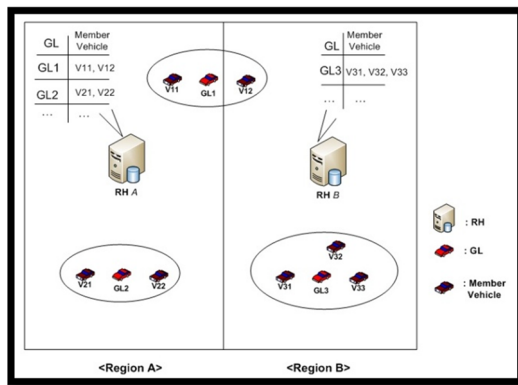 GL Member Vehicle
GL1 V11, V12
GL2 V21, V22
... ...
GL Member Vehicle
GL3 V31, V32, V33
... ...
V11 GL1 V12
RH A
RH B
V21 GL2 V22
V32
V31 GL3 V33
: RH
: GL
: Member
Vehicle
<Region A>
<Region B>